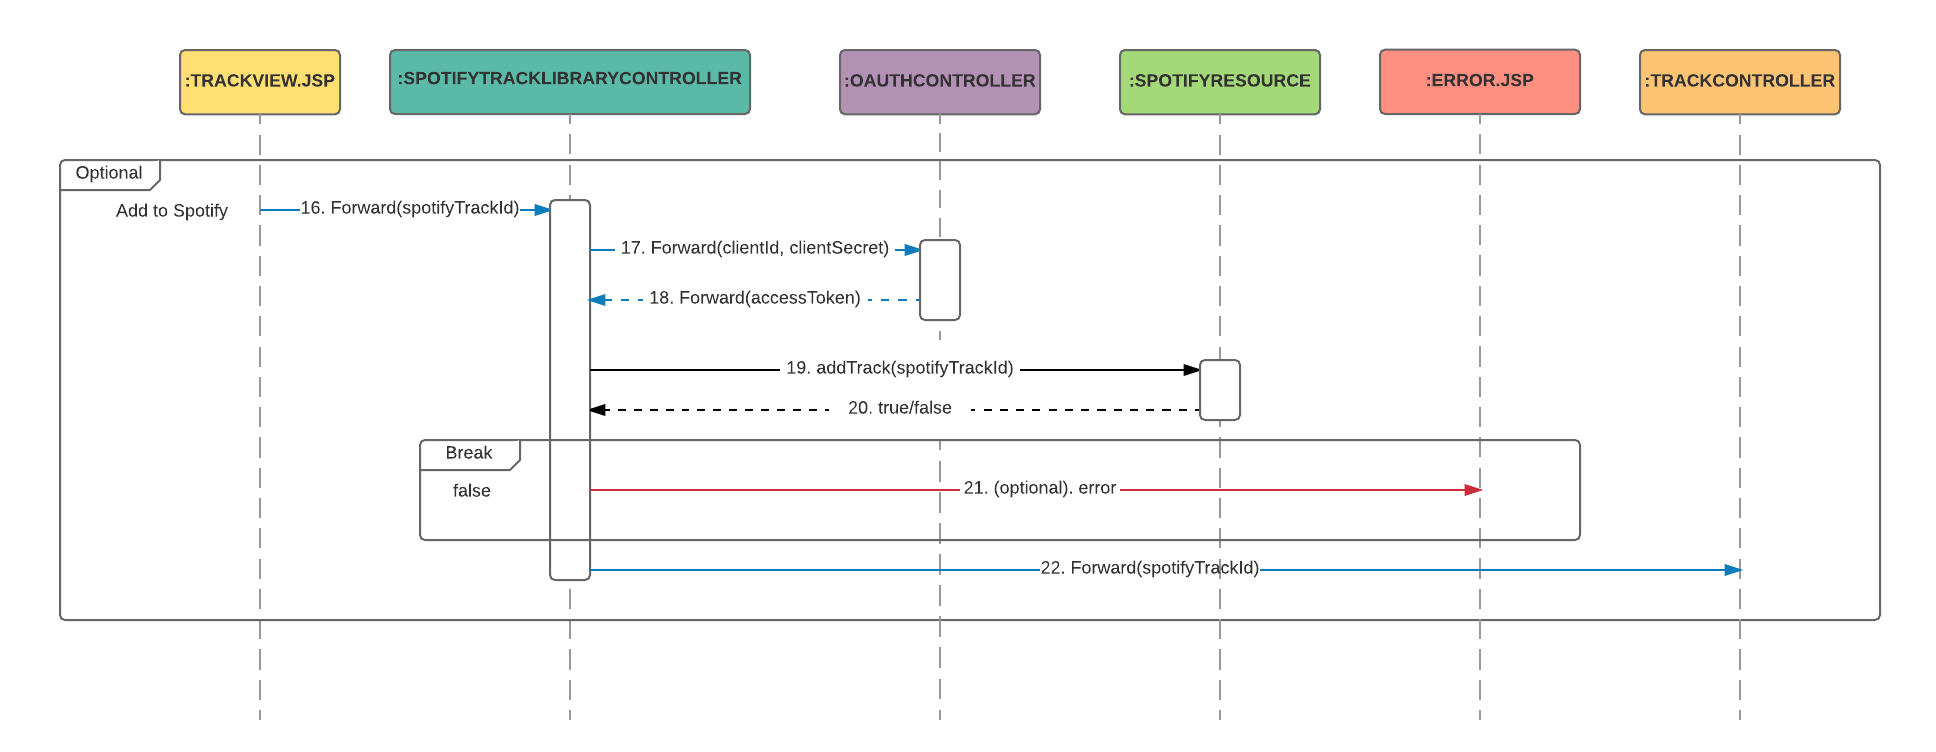 :TRACKVIEW.JSP
:SPOTIFYTRACKLIBRARYCONTROLLER
:OAUTHCONTROLLER
:SPOTIFYRESOURCE
:ERROR.JSP
:TRACKCONTROLLER
Optional
Add to Spotify
16. Forward(spotifyTrackId)
17. Forward(clientId, clientSecret)
18. Forward(accessToken)
19. addTrack(spotifyTrackId)
20. true/false
Break
false
21. (optional). error
22. Forward(spotifyTrackId)